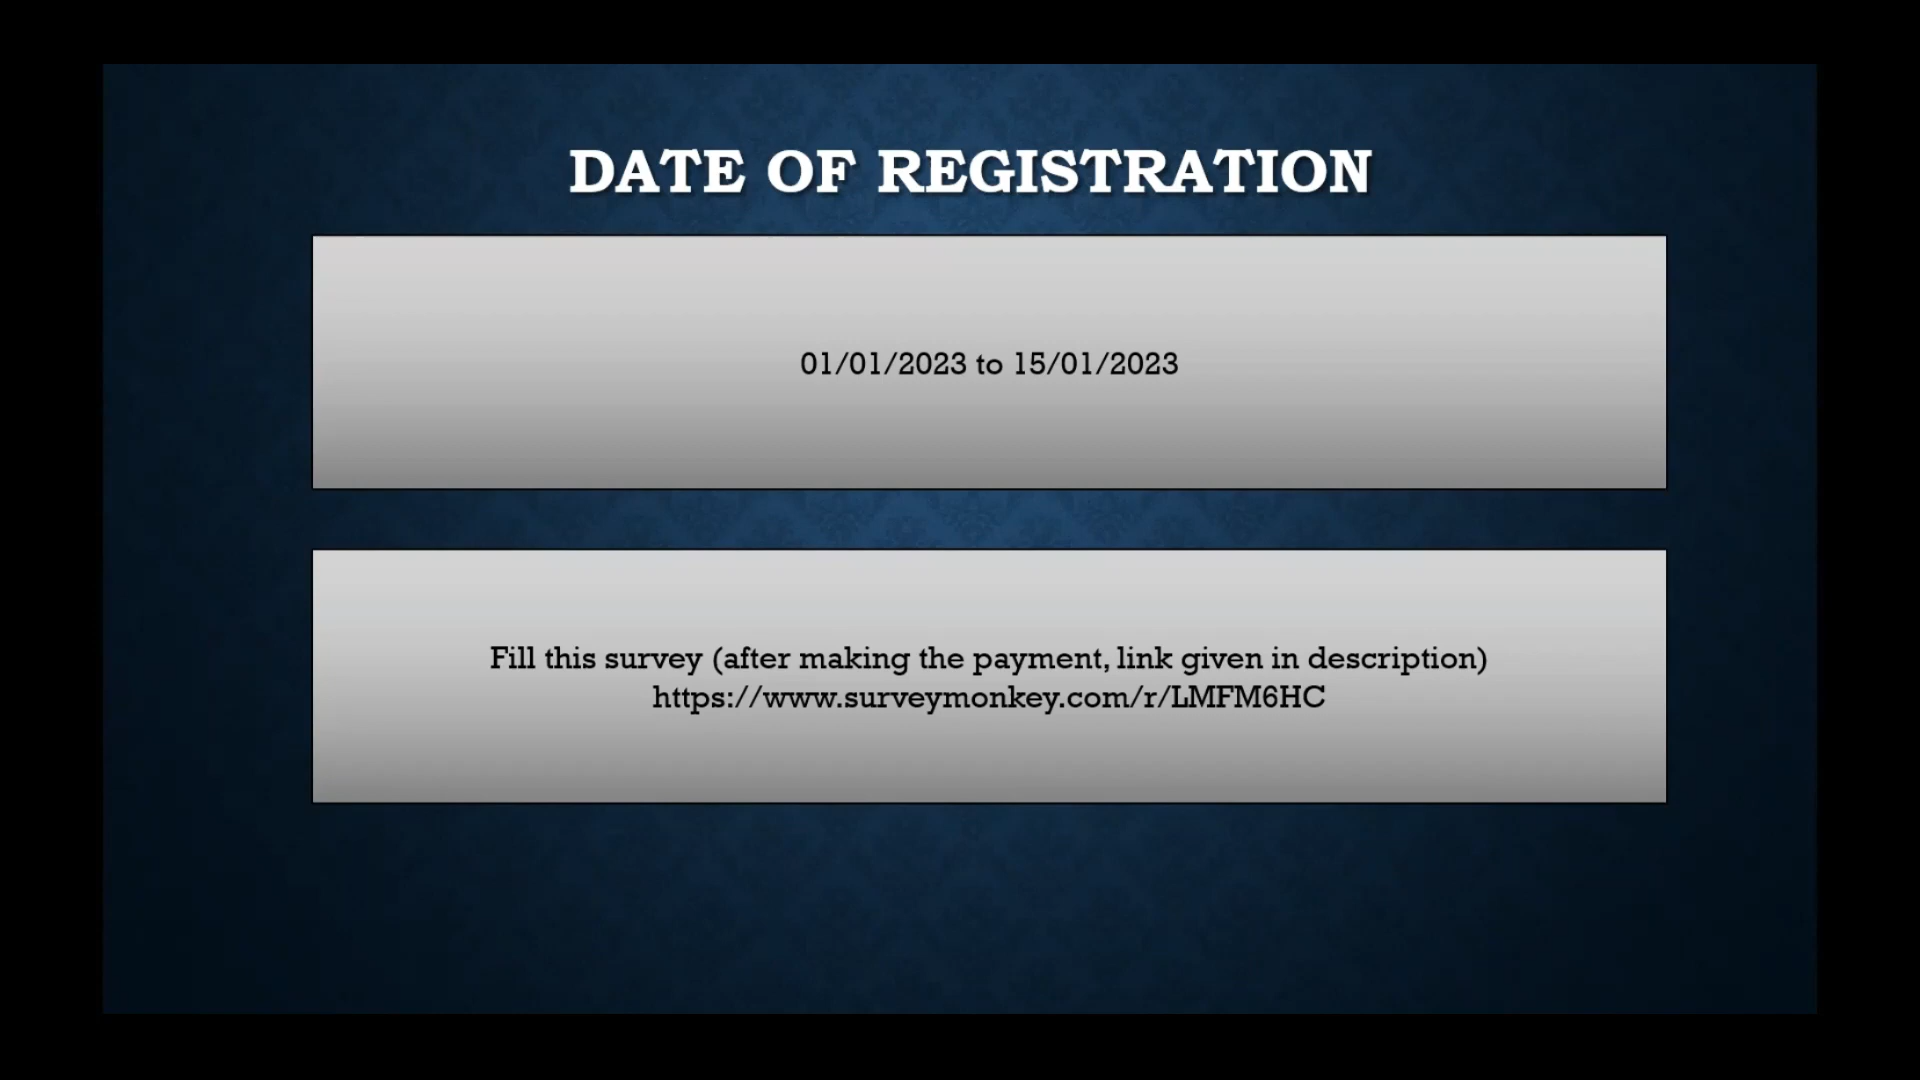 DATE OF REGISTRATION
01/01/2023 to 15/01/2023
Fill this survey (after making the payment, link given in description)
https://www.surveymonkey.com/r/LMFM6HC